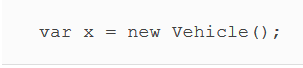 var x = new Vehicle();